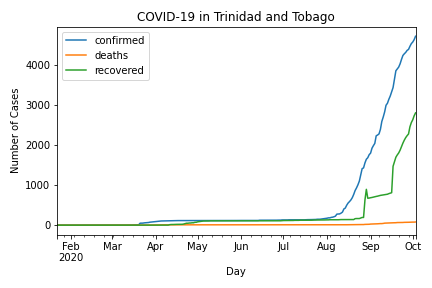 COVID-19 in Trinidad and Tobago
confirmed
deaths
recovered
4000
3000
2000
1000
0
Number of Cases
Feb Mar Apr May Jun Jul Aug Sep Oct
2020
Day